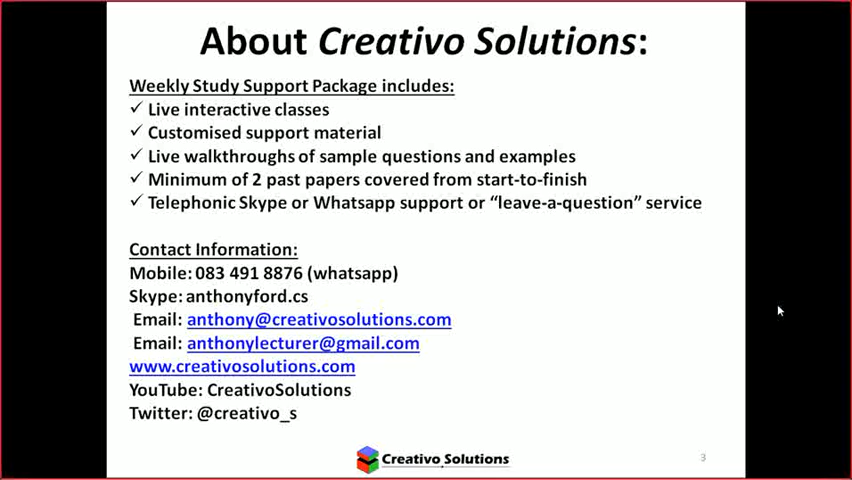 About Creativo Solutions:
Weekly Study Support Package includes:
✓ Live interactive classes
✓ Customised support material
✓ Live walkthroughs of sample questions and examples
✓ Minimum of 2 past papers covered from start-to-finish
✓ Telephonic Skype or Whatsapp support or “leave-a-question” service
Contact Information:
Mobile: 083 491 8876 (whatsapp)
Skype: anthonyford.cs
Email: anthony@creativosolutions.com
Email: anthonylecturer@gmail.com
www.creativosolutions.com
YouTube: CreativoSolutions
Twitter: @creativo_s
Creativo Solutions
3